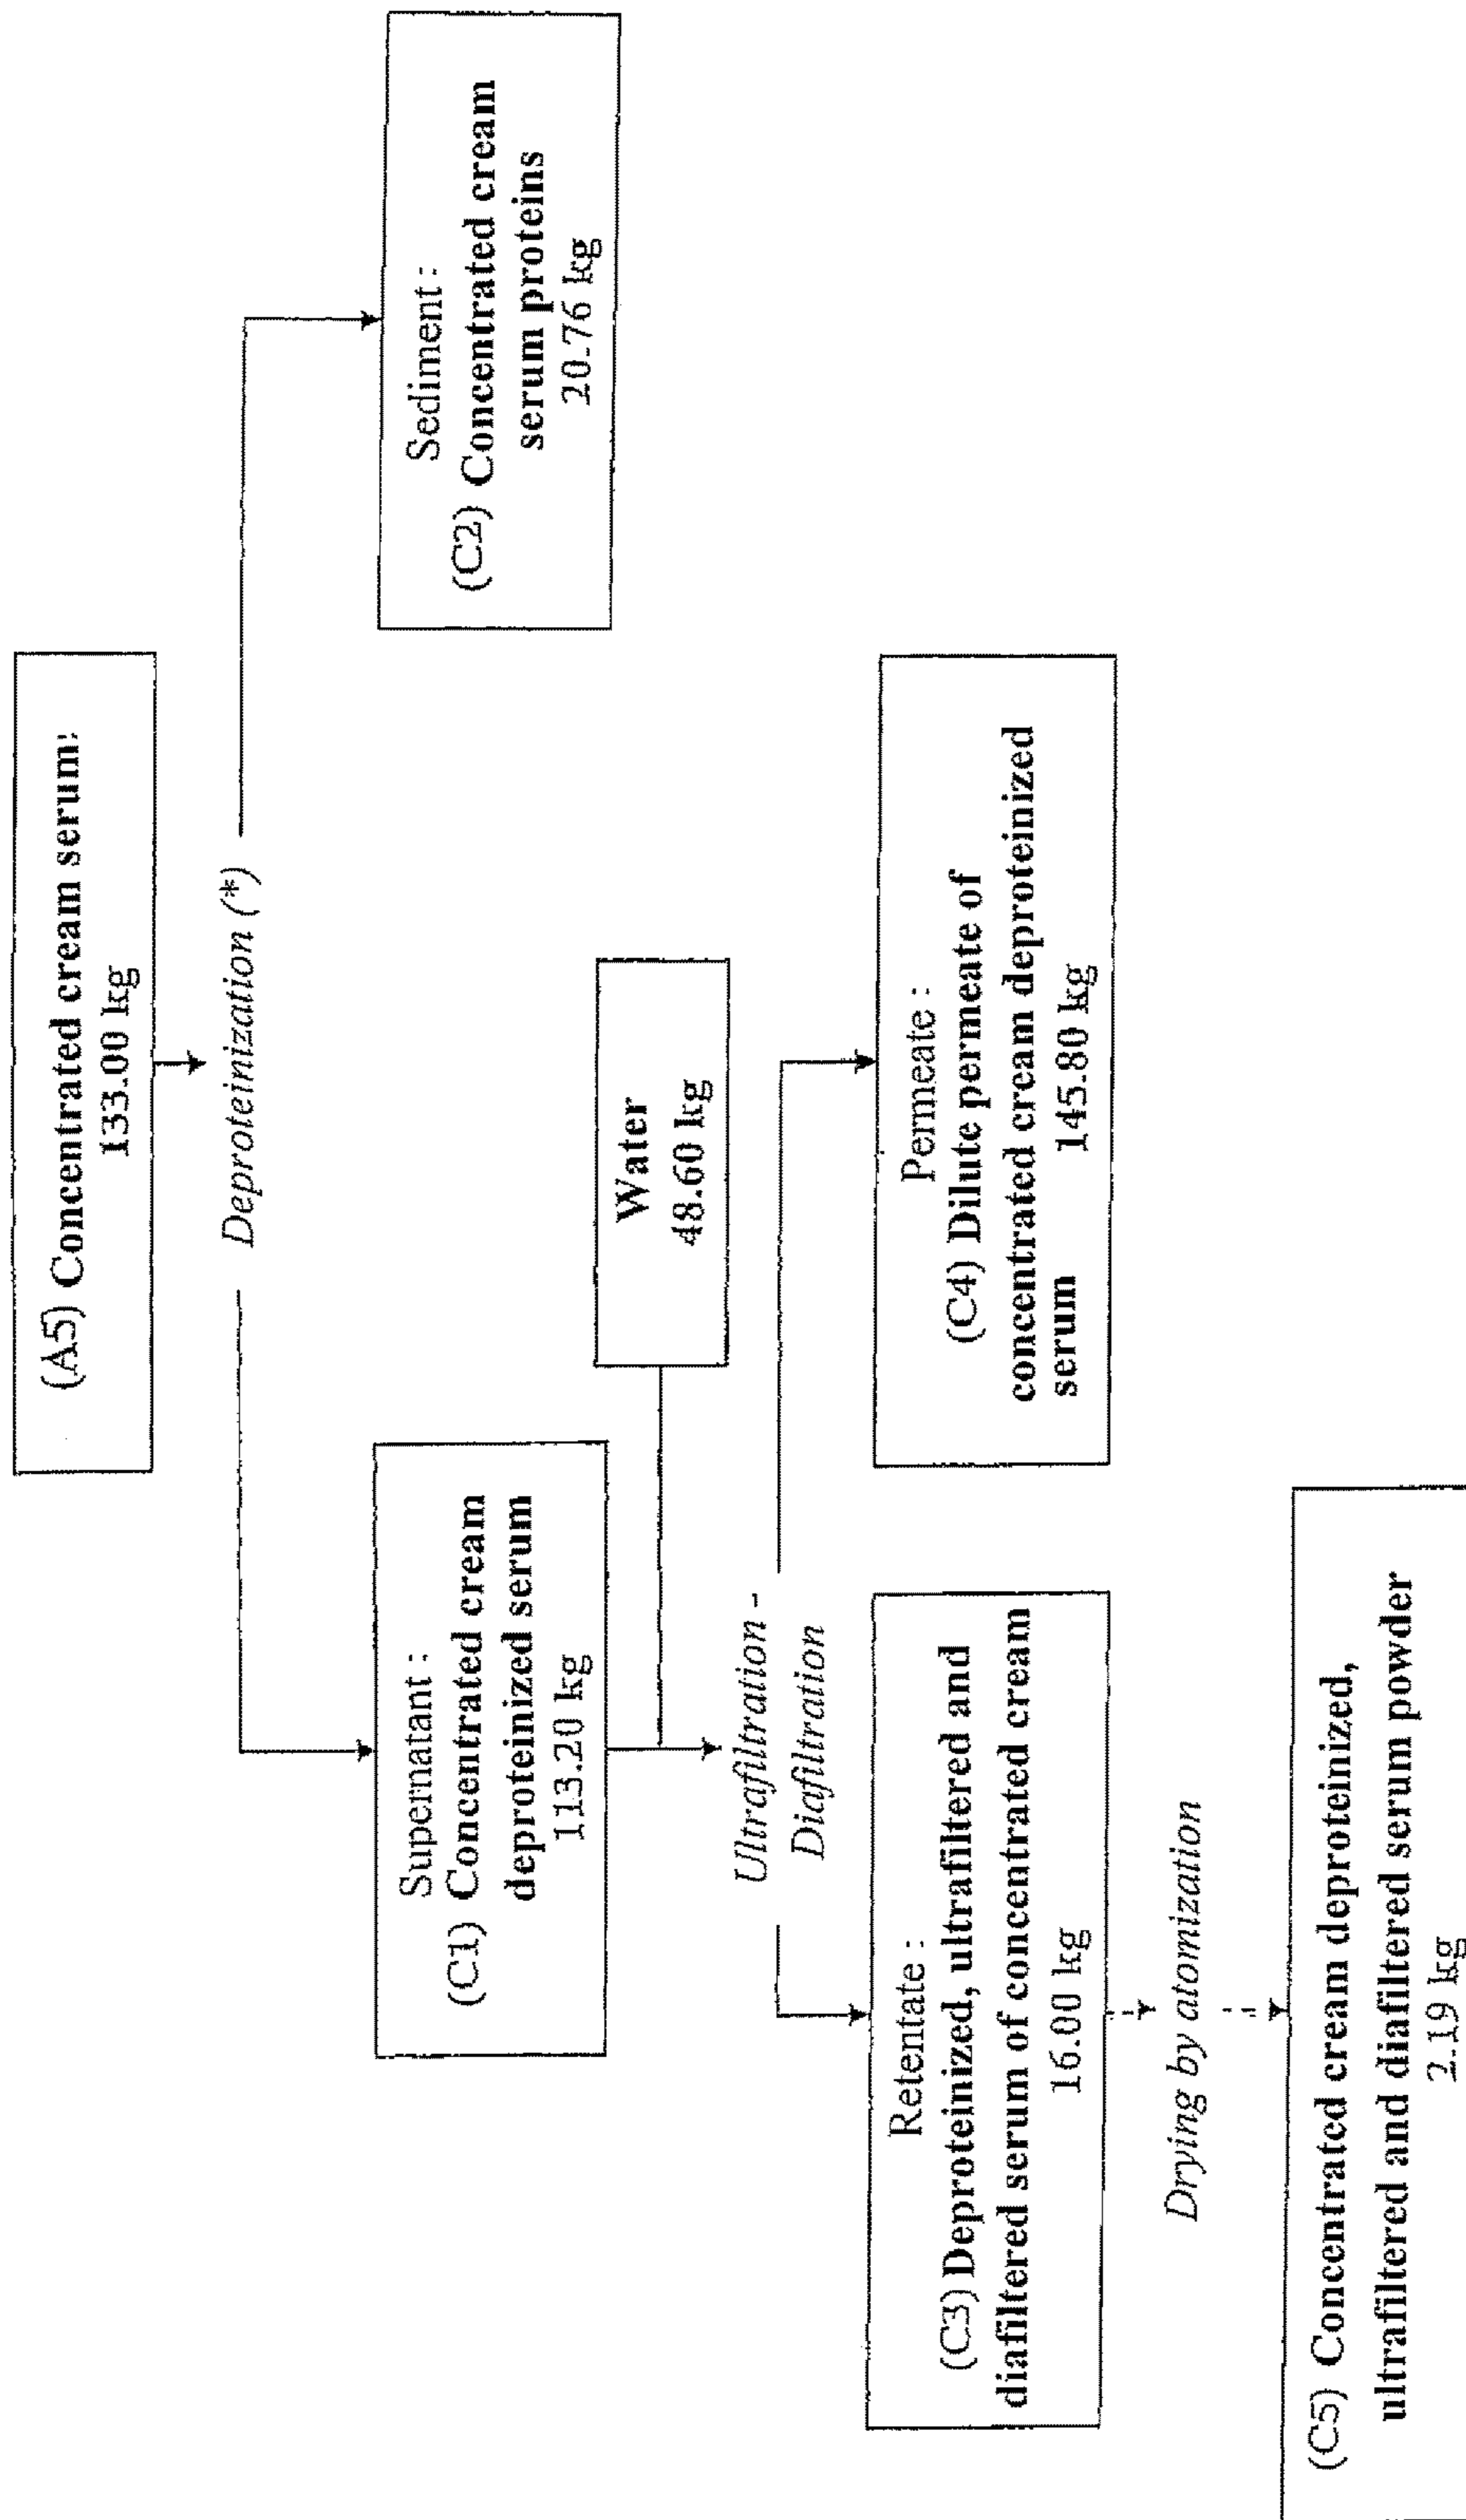 (A5) Concentrated cream serum:
133.00 kg
Deproteinization (*)
Supernatant :
(C1) Concentrated cream
deproteinized serum
113.20 kg
Sediment :
(C2) Concentrated cream
serum proteins
20.76 kg
Water
48.60 kg
Ultrafiltration -
Diafiltration
Retentate :
(C3) Deproteinized, ultrafiltered and
diafiltered serum of concentrated cream
16.00 kg
Permeate :
(C4) Dilute permeate of
concentrated cream deproteinized
serum 145.80 kg
Drying by atomization
(C5) Concentrated cream deproteinized,
ultrafiltered and diafiltered serum powder
2.19 kg